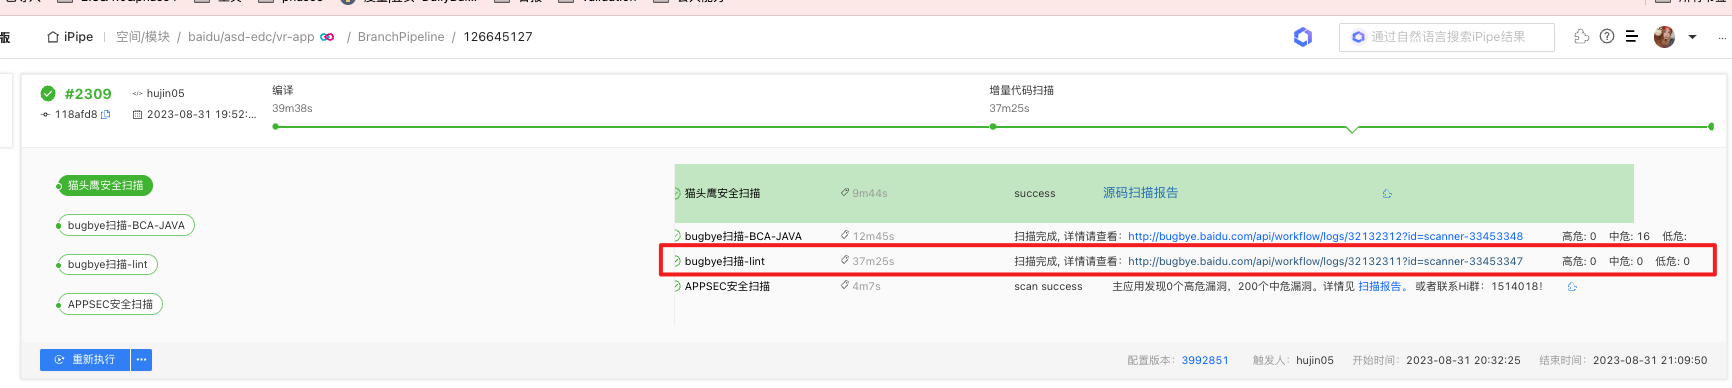 版 iPipe 空间/模块 / baidu/asd-edc/vr-app / BranchPipeline / 126645127 通过自然语言搜索iPipe结果 ...
#2309 hujin05
118afd8 2023-08-31 19:52:...
编译
39m38s
增量代码扫描
37m25s
猫头鹰安全扫描
bugbye扫描-BCA-JAVA
bugbye扫描-lint
APPSEC安全扫描
猫头鹰安全扫描 9m44s success 源码扫描报告
bugbye扫描-BCA-JAVA 12m45s 扫描完成, 详情请查看: http://bugbye.baidu.com/api/workflow/logs/32132312?id=scanner-33453348 高危: 0 中危: 16 低危:
bugbye扫描-lint 37m25s 扫描完成, 详情请查看: http://bugbye.baidu.com/api/workflow/logs/32132311?id=scanner-33453347 高危: 0 中危: 0 低危: 0
APPSEC安全扫描 4m7s scan success 主应用发现0个高危漏洞，200个中危漏洞。详情见 扫描报告。 或者联系Hi群：1514018!
重新执行 ...
配置版本: 3992851 触发人: hujin05 开始时间: 2023-08-31 20:32:25 结束时间: 2023-08-31 21:09:50